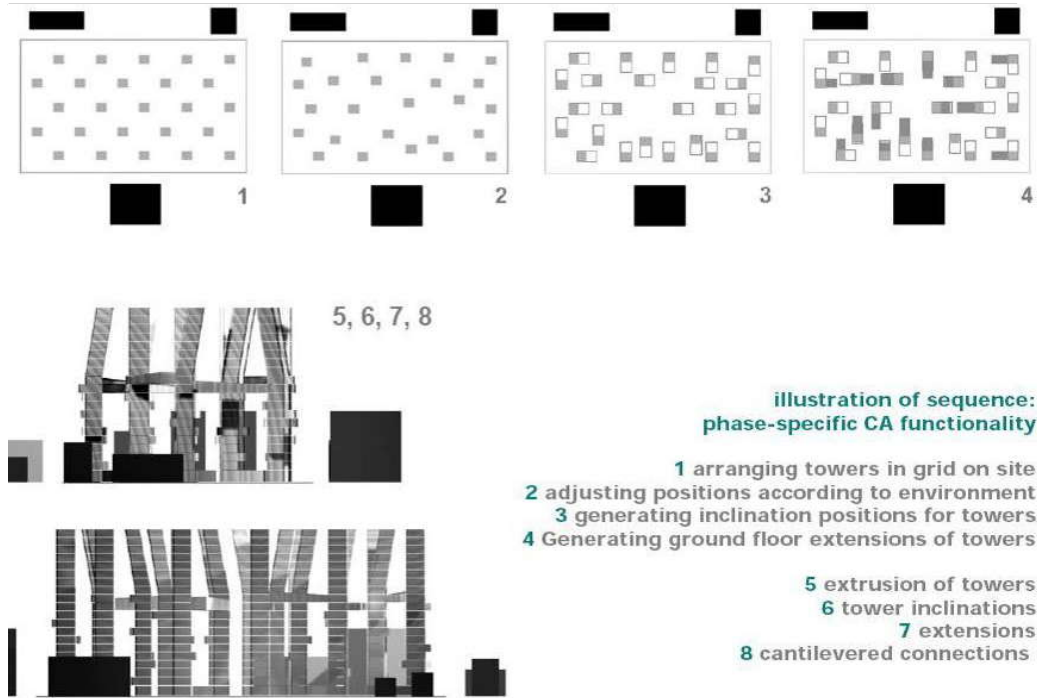 1
2
3
4
5, 6, 7, 8
illustration of sequence:
phase-specific CA functionality
1 arranging towers in grid on site
2 adjusting positions according to environment
3 generating inclination positions for towers
4 Generating ground floor extensions of towers
5 extrusion of towers
6 tower inclinations
7 extensions
8 cantilevered connections